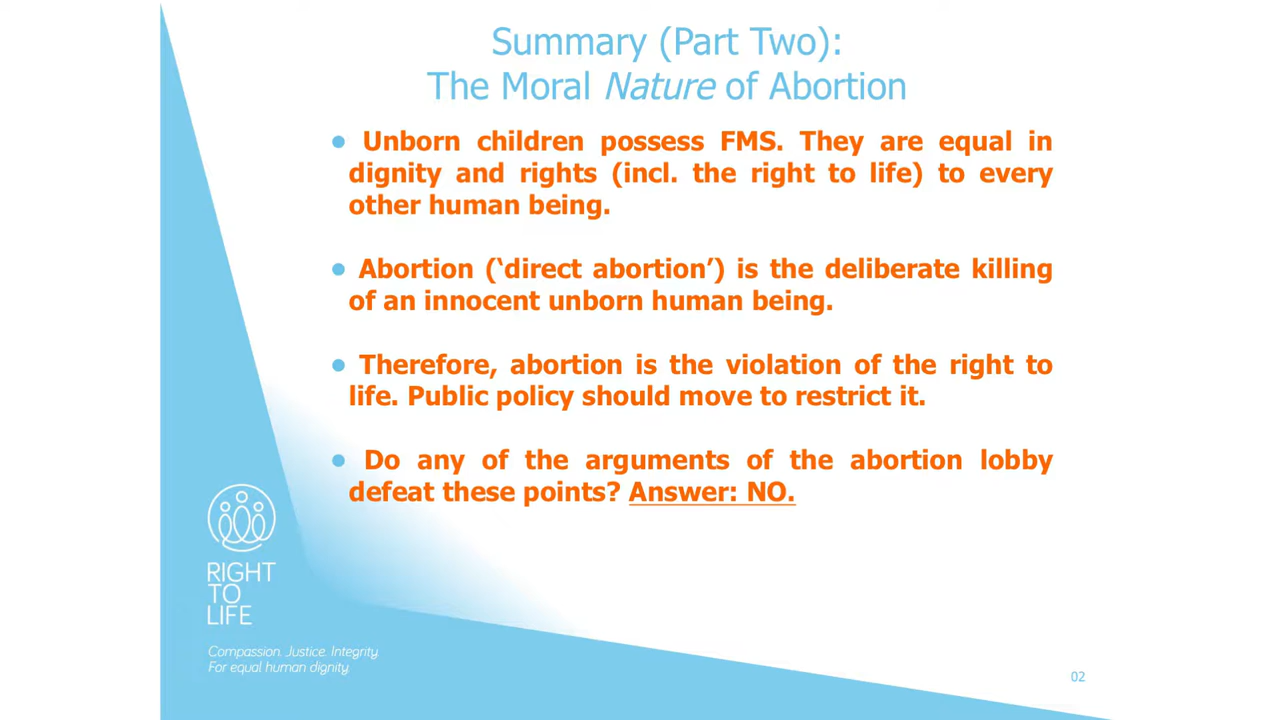 Summary (Part Two):
The Moral Nature of Abortion
• Unborn children possess FMS. They are equal in
dignity and rights (incl. the right to life) to every
other human being.
• Abortion (‘direct abortion’) is the deliberate killing
of an innocent unborn human being.
• Therefore, abortion is the violation of the right to
life. Public policy should move to restrict it.
• Do any of the arguments of the abortion lobby
defeat these points? Answer: NO.
RIGHT
TO
LIFE
Compassion. Justice. Integrity.
For equal human dignity.
02